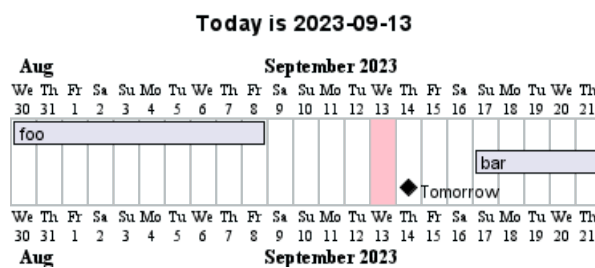 Today is 2023-09-13
Aug September 2023
We Th Fr Sa Su Mo Tu We Th Fr Sa Su Mo Tu We Th Fr Sa Su Mo Tu We Th
30 31 1 2 3 4 5 6 7 8 9 10 11 12 13 14 15 16 17 18 19 20 21
foo
bar
Tomorrow
We Th Fr Sa Su Mo Tu We Th Fr Sa Su Mo Tu We Th Fr Sa Su Mo Tu We Th
30 31 1 2 3 4 5 6 7 8 9 10 11 12 13 14 15 16 17 18 19 20 21
Aug September 2023